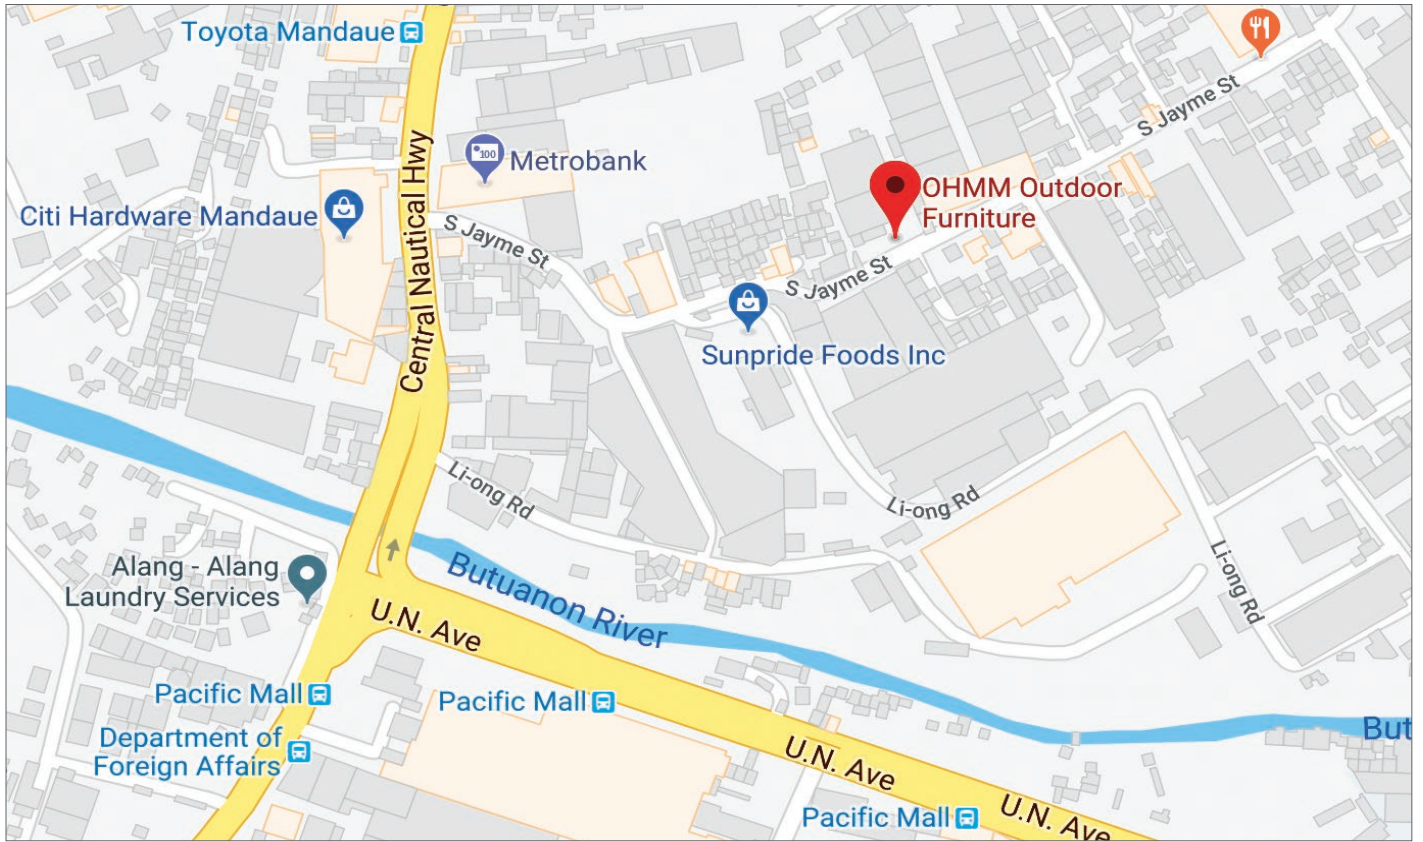 Toyota Mandaue
Central Nautical Hwy
100
Metrobank
S Jayme St
OHMM Outdoor
Furniture
Citi Hardware Mandaue
S Jayme St
S Jayme St
Sunpride Foods Inc
Li-ong Rd
Li-ong Rd
Li-ong Rd
Butuanon River
Alang - Alang
Laundry Services
U.N. Ave
Pacific Mall
Pacific Mall
Department of
Foreign Affairs
U.N. Ave
But
Pacific Mall
U.N. Ave